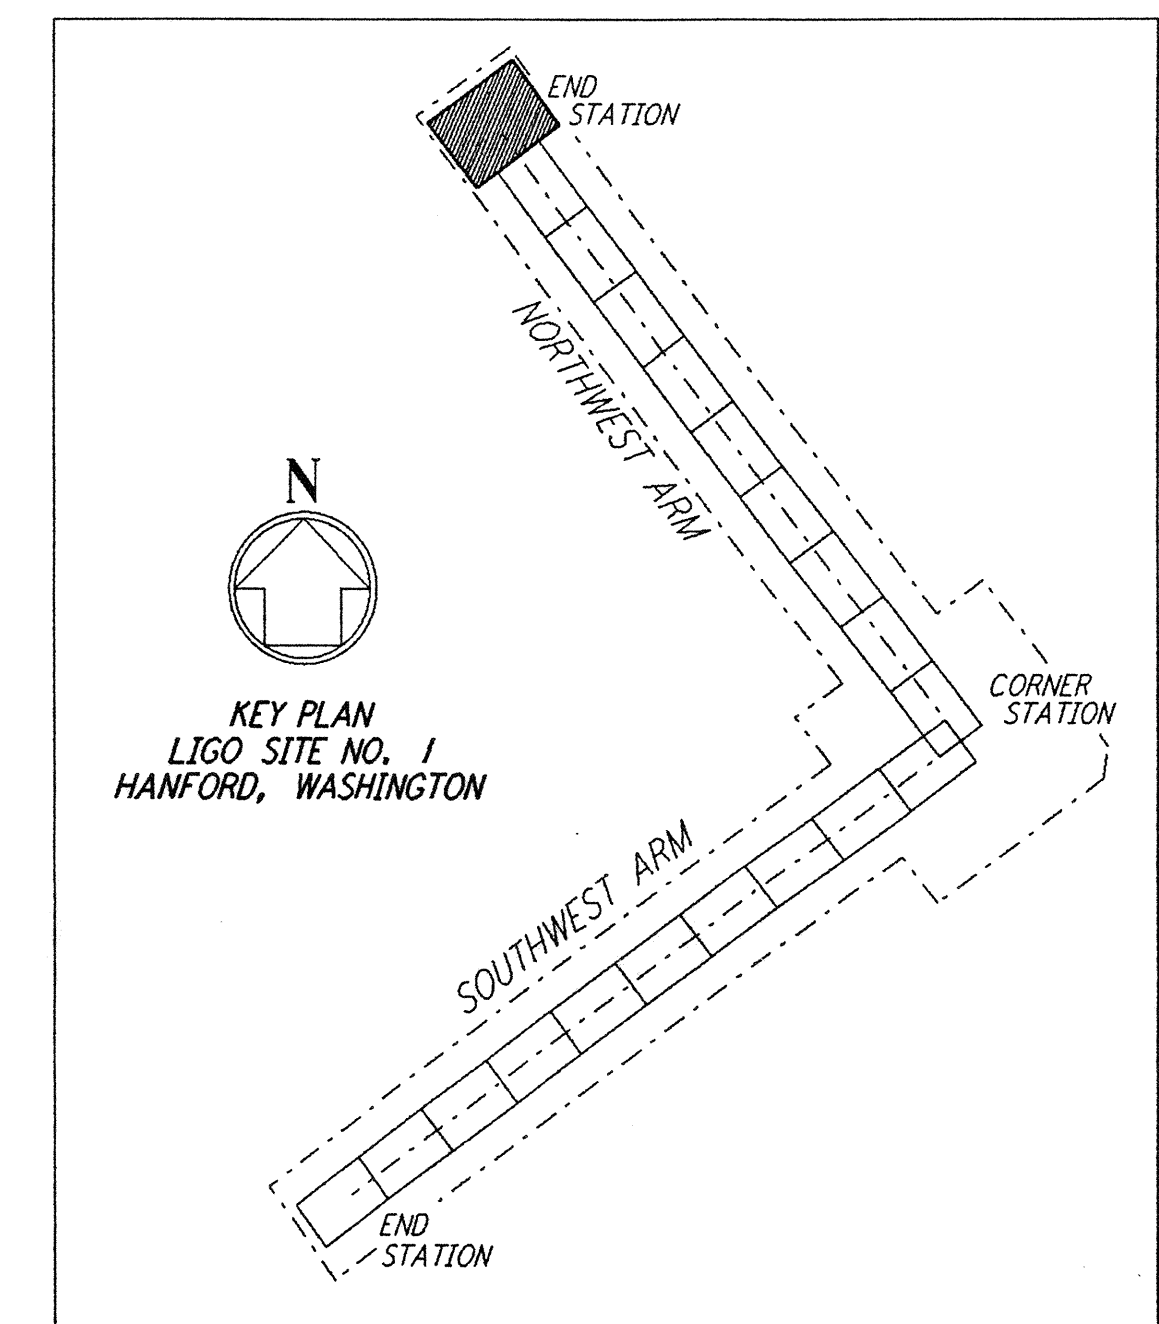 END
STATION
NORTHWEST ARM
N
KEY PLAN
LIGO SITE NO. 1
HANFORD, WASHINGTON
CORNER
STATION
SOUTHWEST ARM
END
STATION